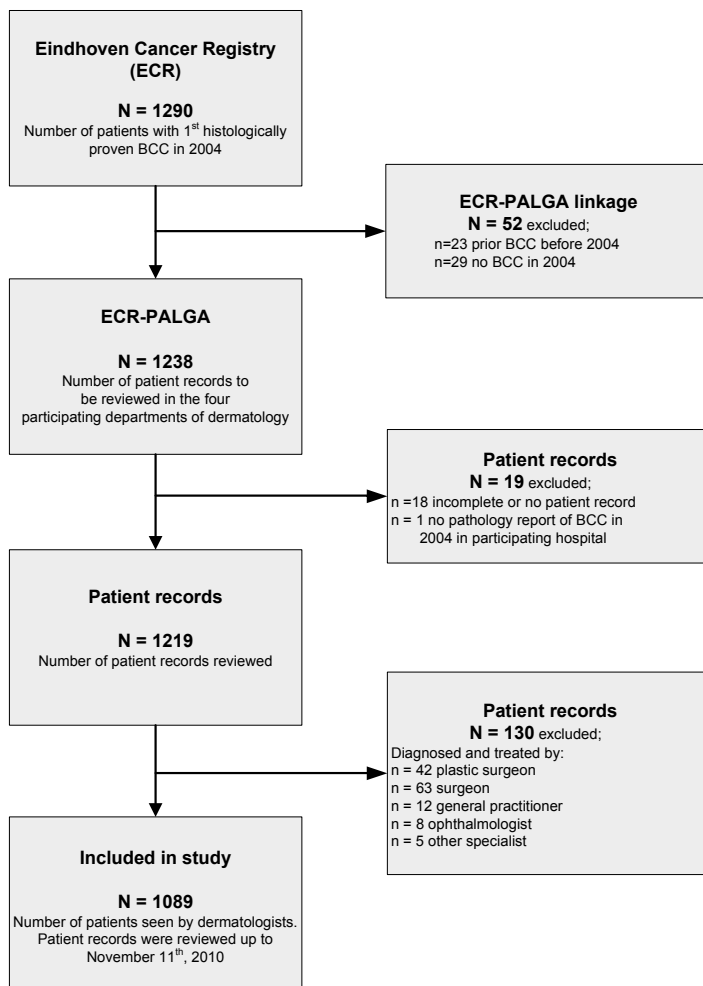 Eindhoven Cancer Registry
(ECR)
N = 1290
Number of patients with 1st histologically
proven BCC in 2004
ECR-PALGA linkage
N = 52 excluded;
n=23 prior BCC before 2004
n=29 no BCC in 2004
ECR-PALGA
N = 1238
Number of patient records to
be reviewed in the four
participating departments of dermatology
Patient records
N = 19 excluded;
n =18 incomplete or no patient record
n = 1 no pathology report of BCC in
2004 in participating hospital
Patient records
N = 1219
Number of patient records reviewed
Patient records
N = 130 excluded;
Diagnosed and treated by:
n = 42 plastic surgeon
n = 63 surgeon
n = 12 general practitioner
n = 8 ophthalmologist
n = 5 other specialist
Included in study
N = 1089
Number of patients seen by dermatologists.
Patient records were reviewed up to
November 11th, 2010